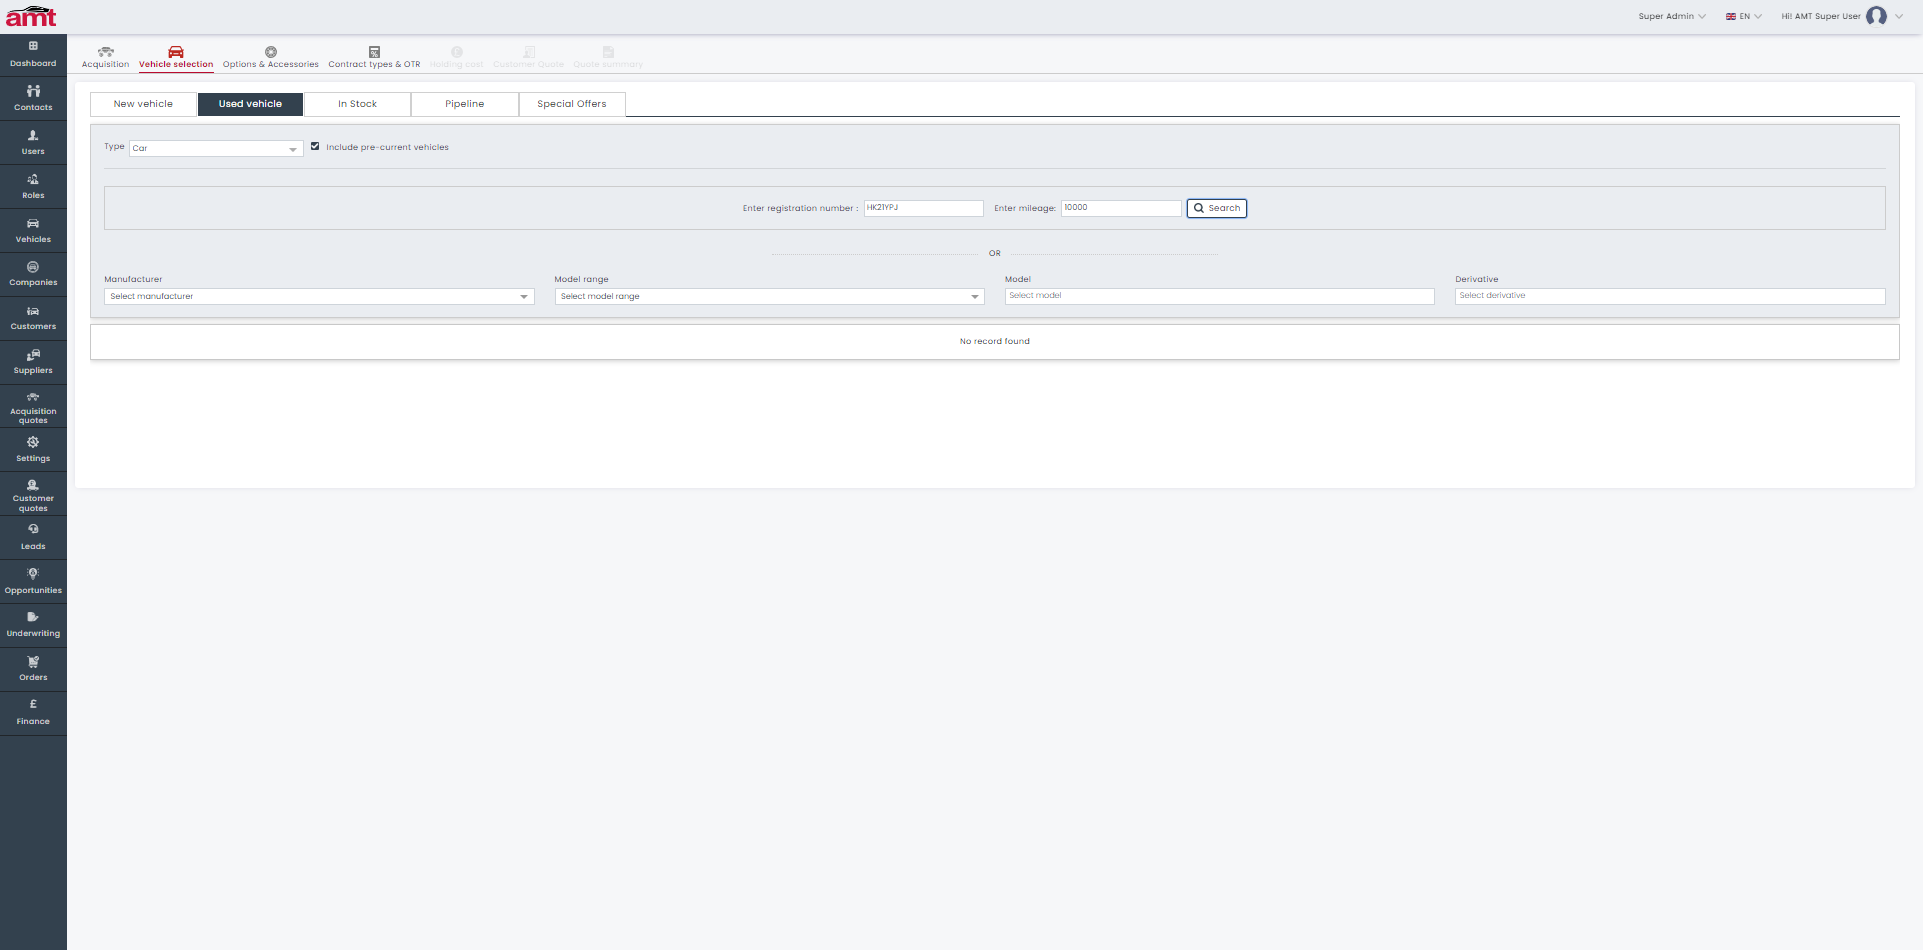 amt
Super Admin
EN
Hi! AMT Super User
Dashboard
Contacts
Users
Roles
Vehicles
Companies
Customers
Suppliers
Acquisition
quotes
Settings
Customer
quotes
Leads
Opportunities
Underwriting
Orders
£
Finance
Acquisition
Vehicle selection
Options & Accessories
Contract types & OTR
Holding cost
Customer Quote
Quote summary
New vehicle
Used vehicle
In Stock
Pipeline
Special Offers
Type
Car
Include pre-current vehicles
Enter registration number :
HK21YPJ
Enter mileage:
10000
Search
OR
Manufacturer
Model range
Model
Derivative
Select manufacturer
Select model range
Select model
Select derivative
No record found